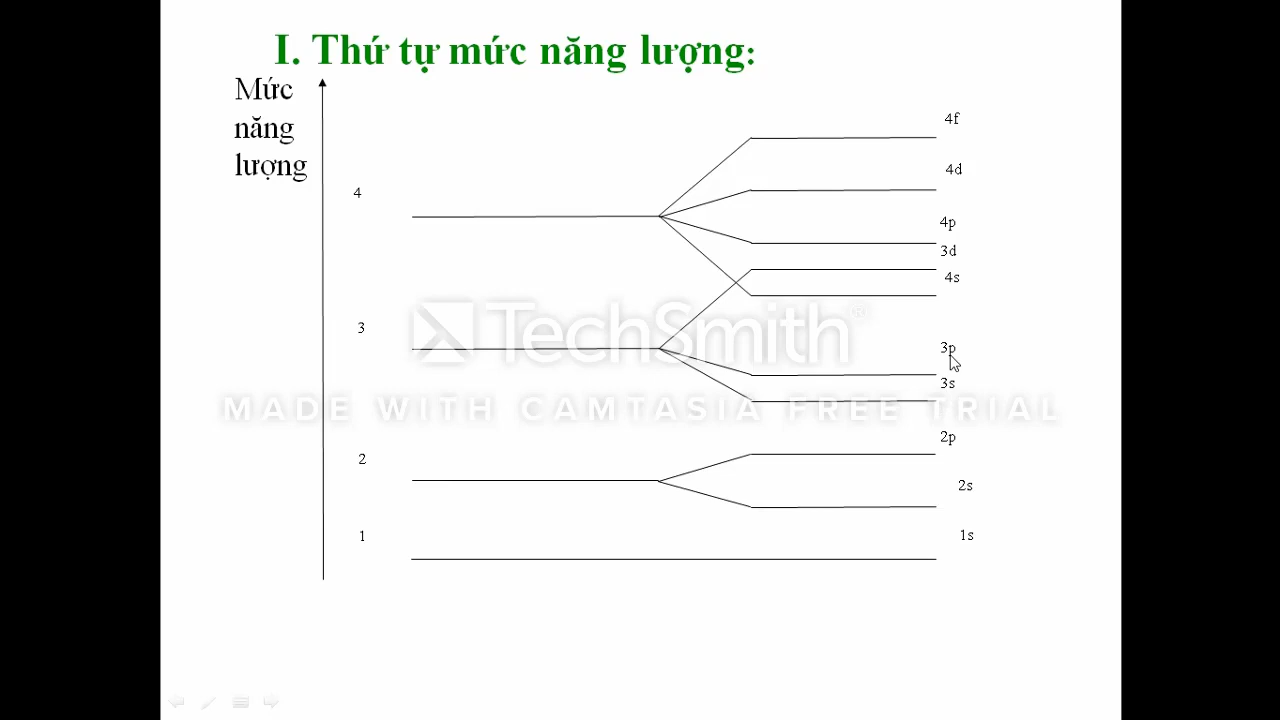 I. Thứ tự mức năng lượng:
Mức
năng
lượng
4f
4d
4
4p
3d
4s
TechSmith®
3
3p
3s
MADE WITH CAMTASIA FREE TRIAL
2p
2
2s
1
1s